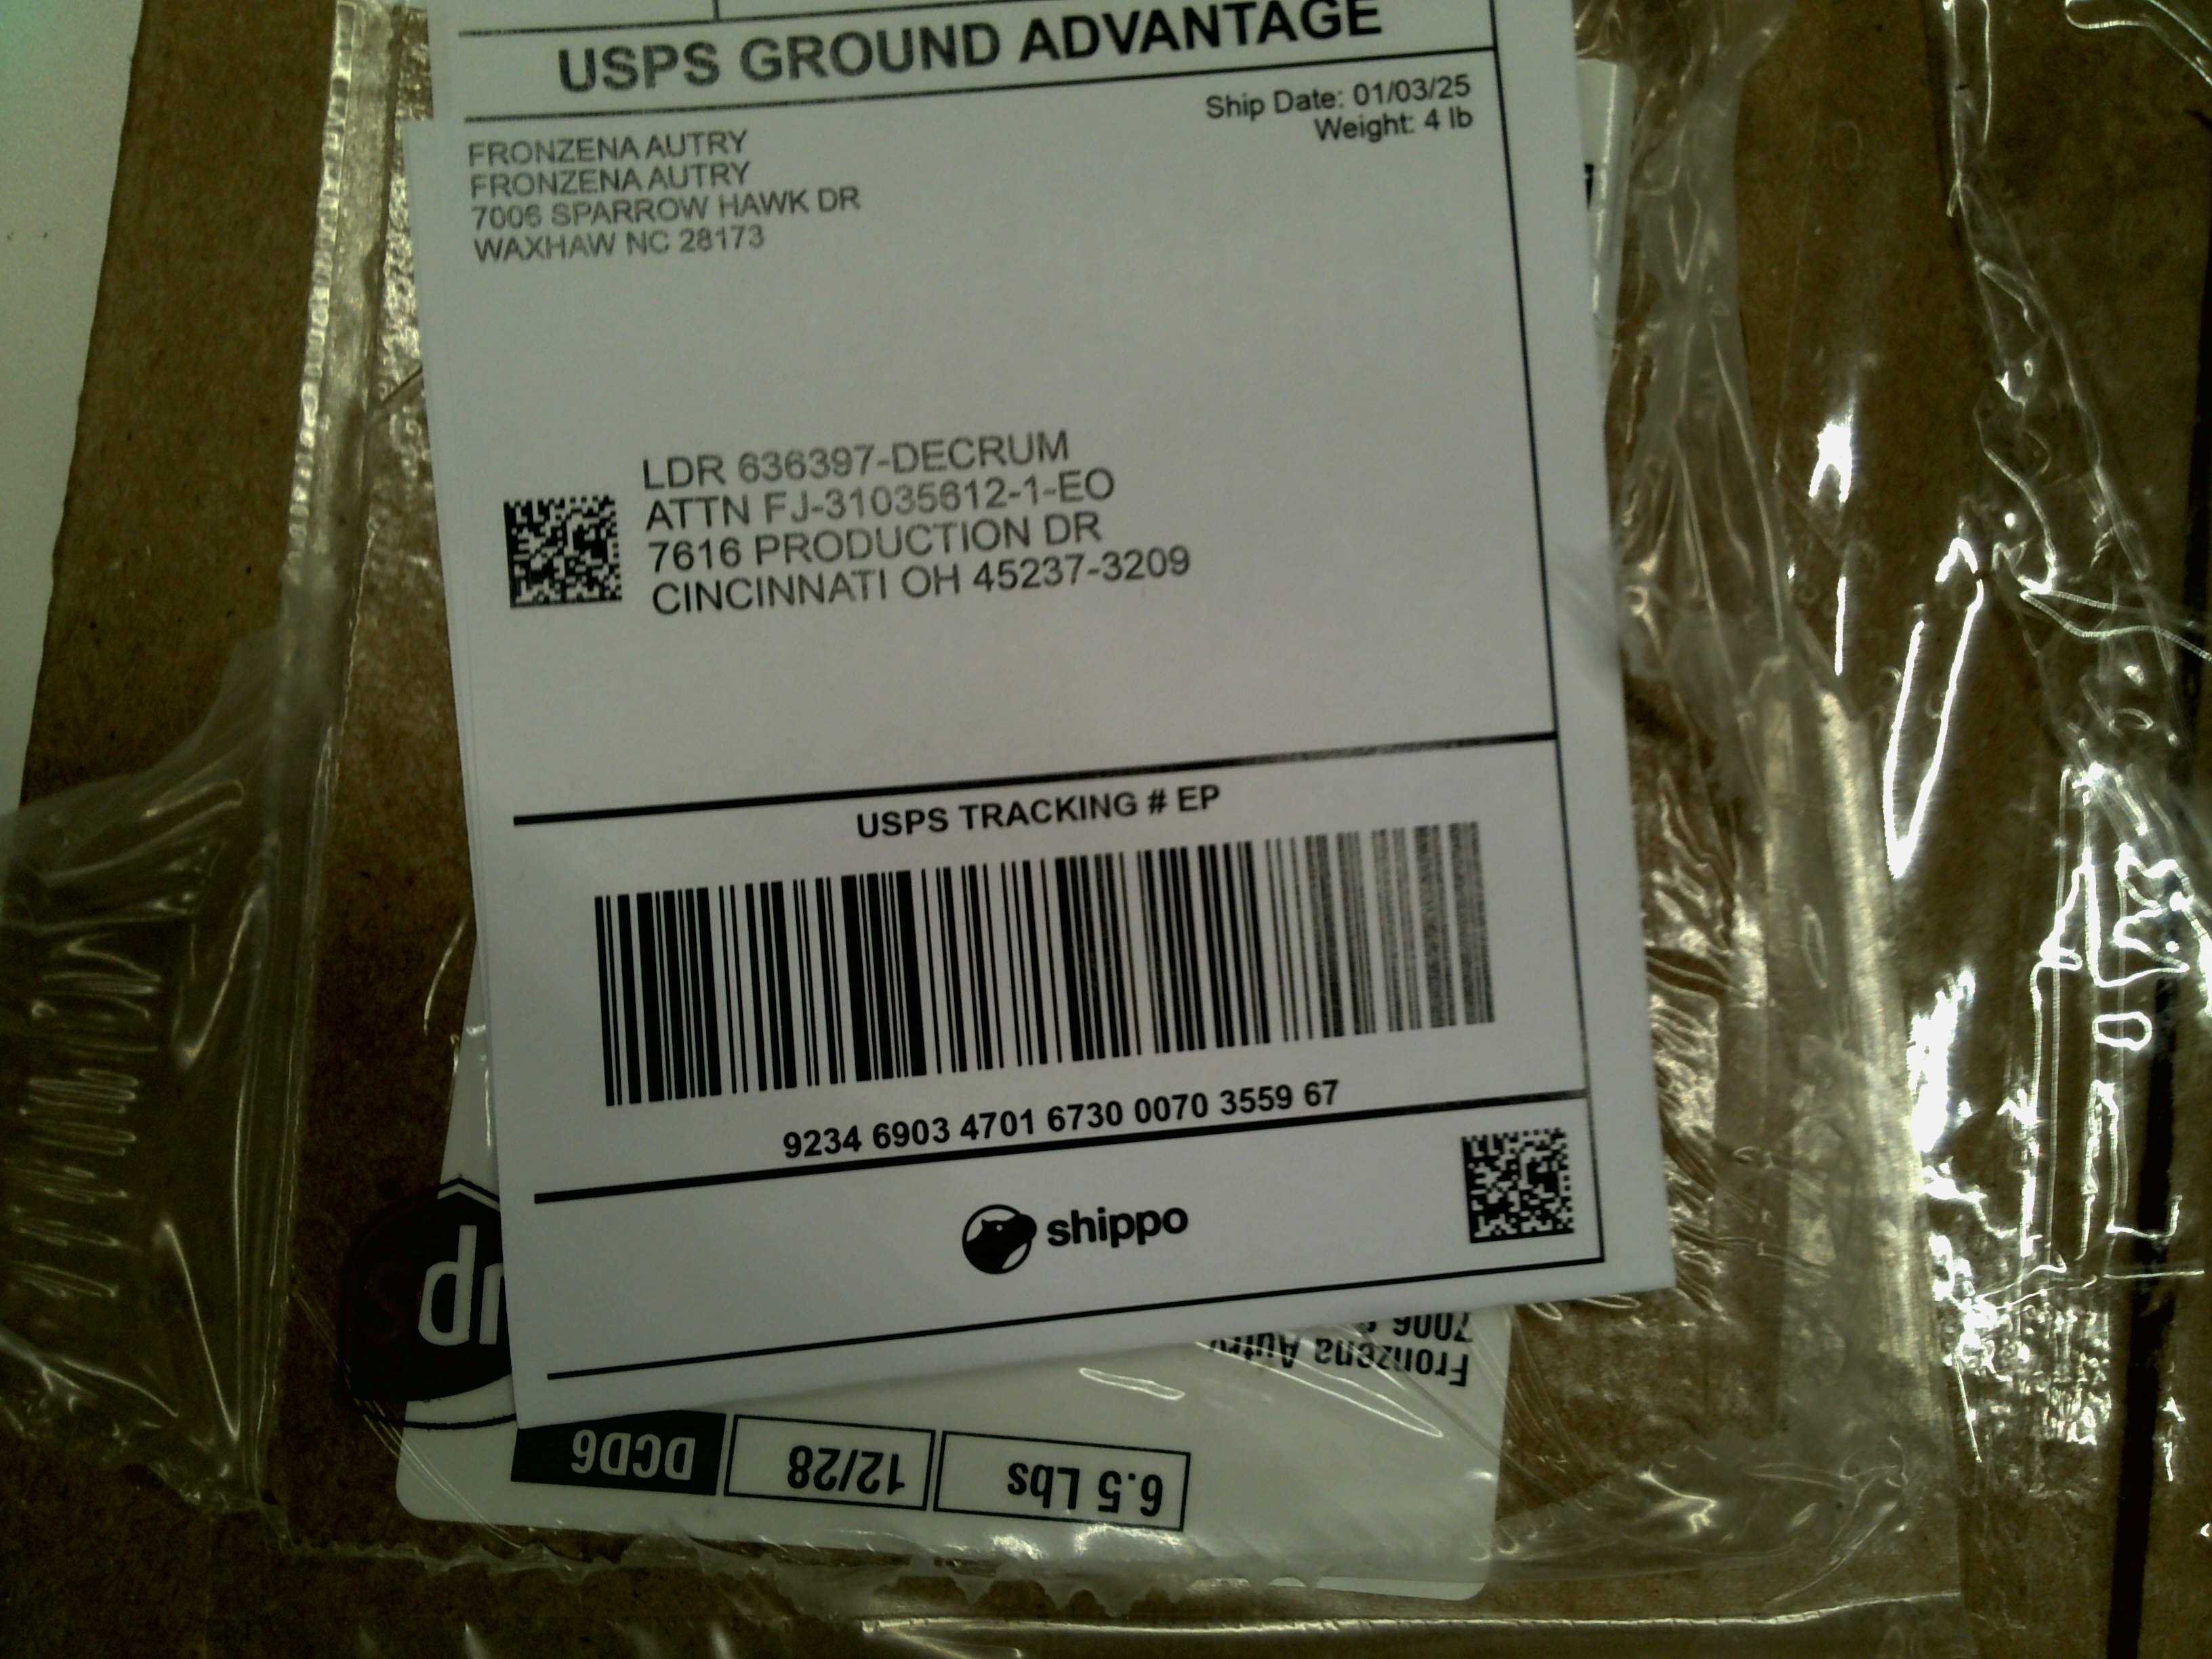 USPS GROUND ADVANTAGE
Ship Date: 01/03/25
Weight: 4 lb
FRONZENA AUTRY
FRONZENA AUTRY
7006 SPARROW HAWK DR
WAXHAW NC 28173
LDR 636397-DECRUM
ATTN FJ-31035612-1-EO
7616 PRODUCTION DR
CINCINNATI OH 45237-3209
USPS TRACKING # EP
9234 6903 4701 6730 0070 3559 67
shippo
Fronzena Autry
7006
6.5 Lbs
12/28
DCD6